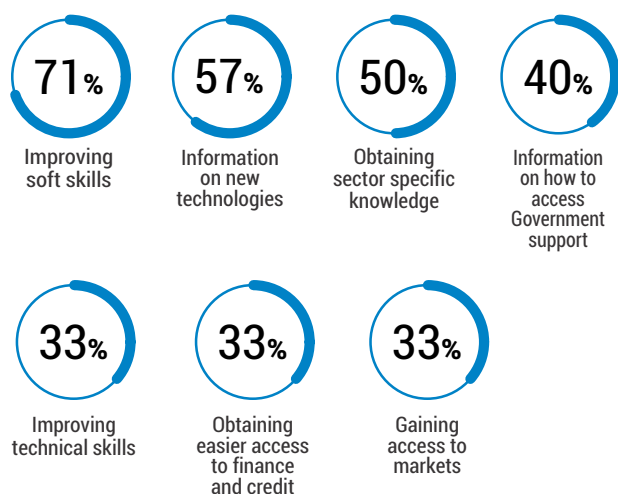 71%
Improving
soft skills
57%
Information
on new
technologies
50%
Obtaining
sector specific
knowledge
40%
Information
on how to
access
Government
support
33%
Improving
technical skills
33%
Obtaining
easier access
to finance
and credit
33%
Gaining
access to
markets